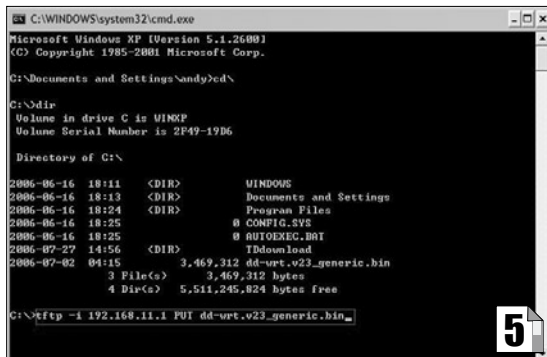 C:\WINDOWS\system32\cmd.exe
Microsoft Windows XP [Version 5.1.2600]
(C) Copyright 1985-2001 Microsoft Corp.
C:\Documents and Settings\andy>cd\
C:\>dir
Volume in drive C is WINXP
Volume Serial Number is 2F49-19D6
Directory of C:\
2006-06-16 18:11 <DIR> WINDOWS
2006-06-16 18:13 <DIR> Documents and Settings
2006-06-16 18:24 <DIR> Program Files
2006-06-16 18:25 0 CONFIG.SYS
2006-06-16 18:25 0 AUTOEXEC.BAT
2006-07-27 14:56 <DIR> TDdownload
2006-07-02 04:15 3,469,312 dd-wrt.v23_generic.bin
3 File(s) 3,469,312 bytes
4 Dir(s) 5,511,245,824 bytes free
C:\>tftp -i 192.168.11.1 PUT dd-wrt.v23_generic.bin_
5